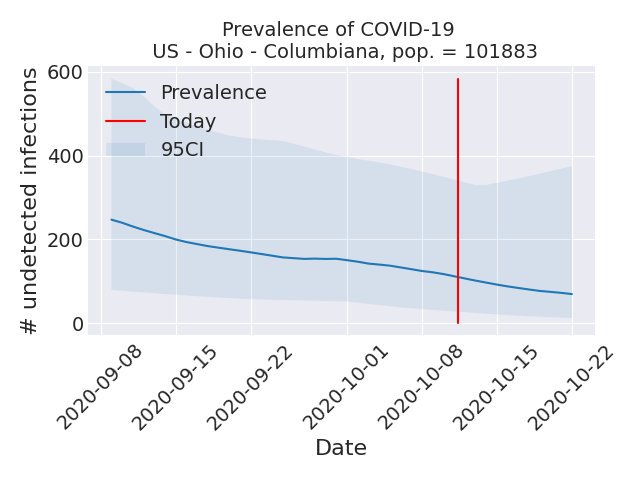 Prevalence of COVID-19
US - Ohio - Columbiana, pop. = 101883
# undetected infections
600
400
200
0
Prevalence
Today
95CI
2020-09-08
2020-09-15
2020-09-22
2020-10-01
2020-10-08
2020-10-15
2020-10-22
Date